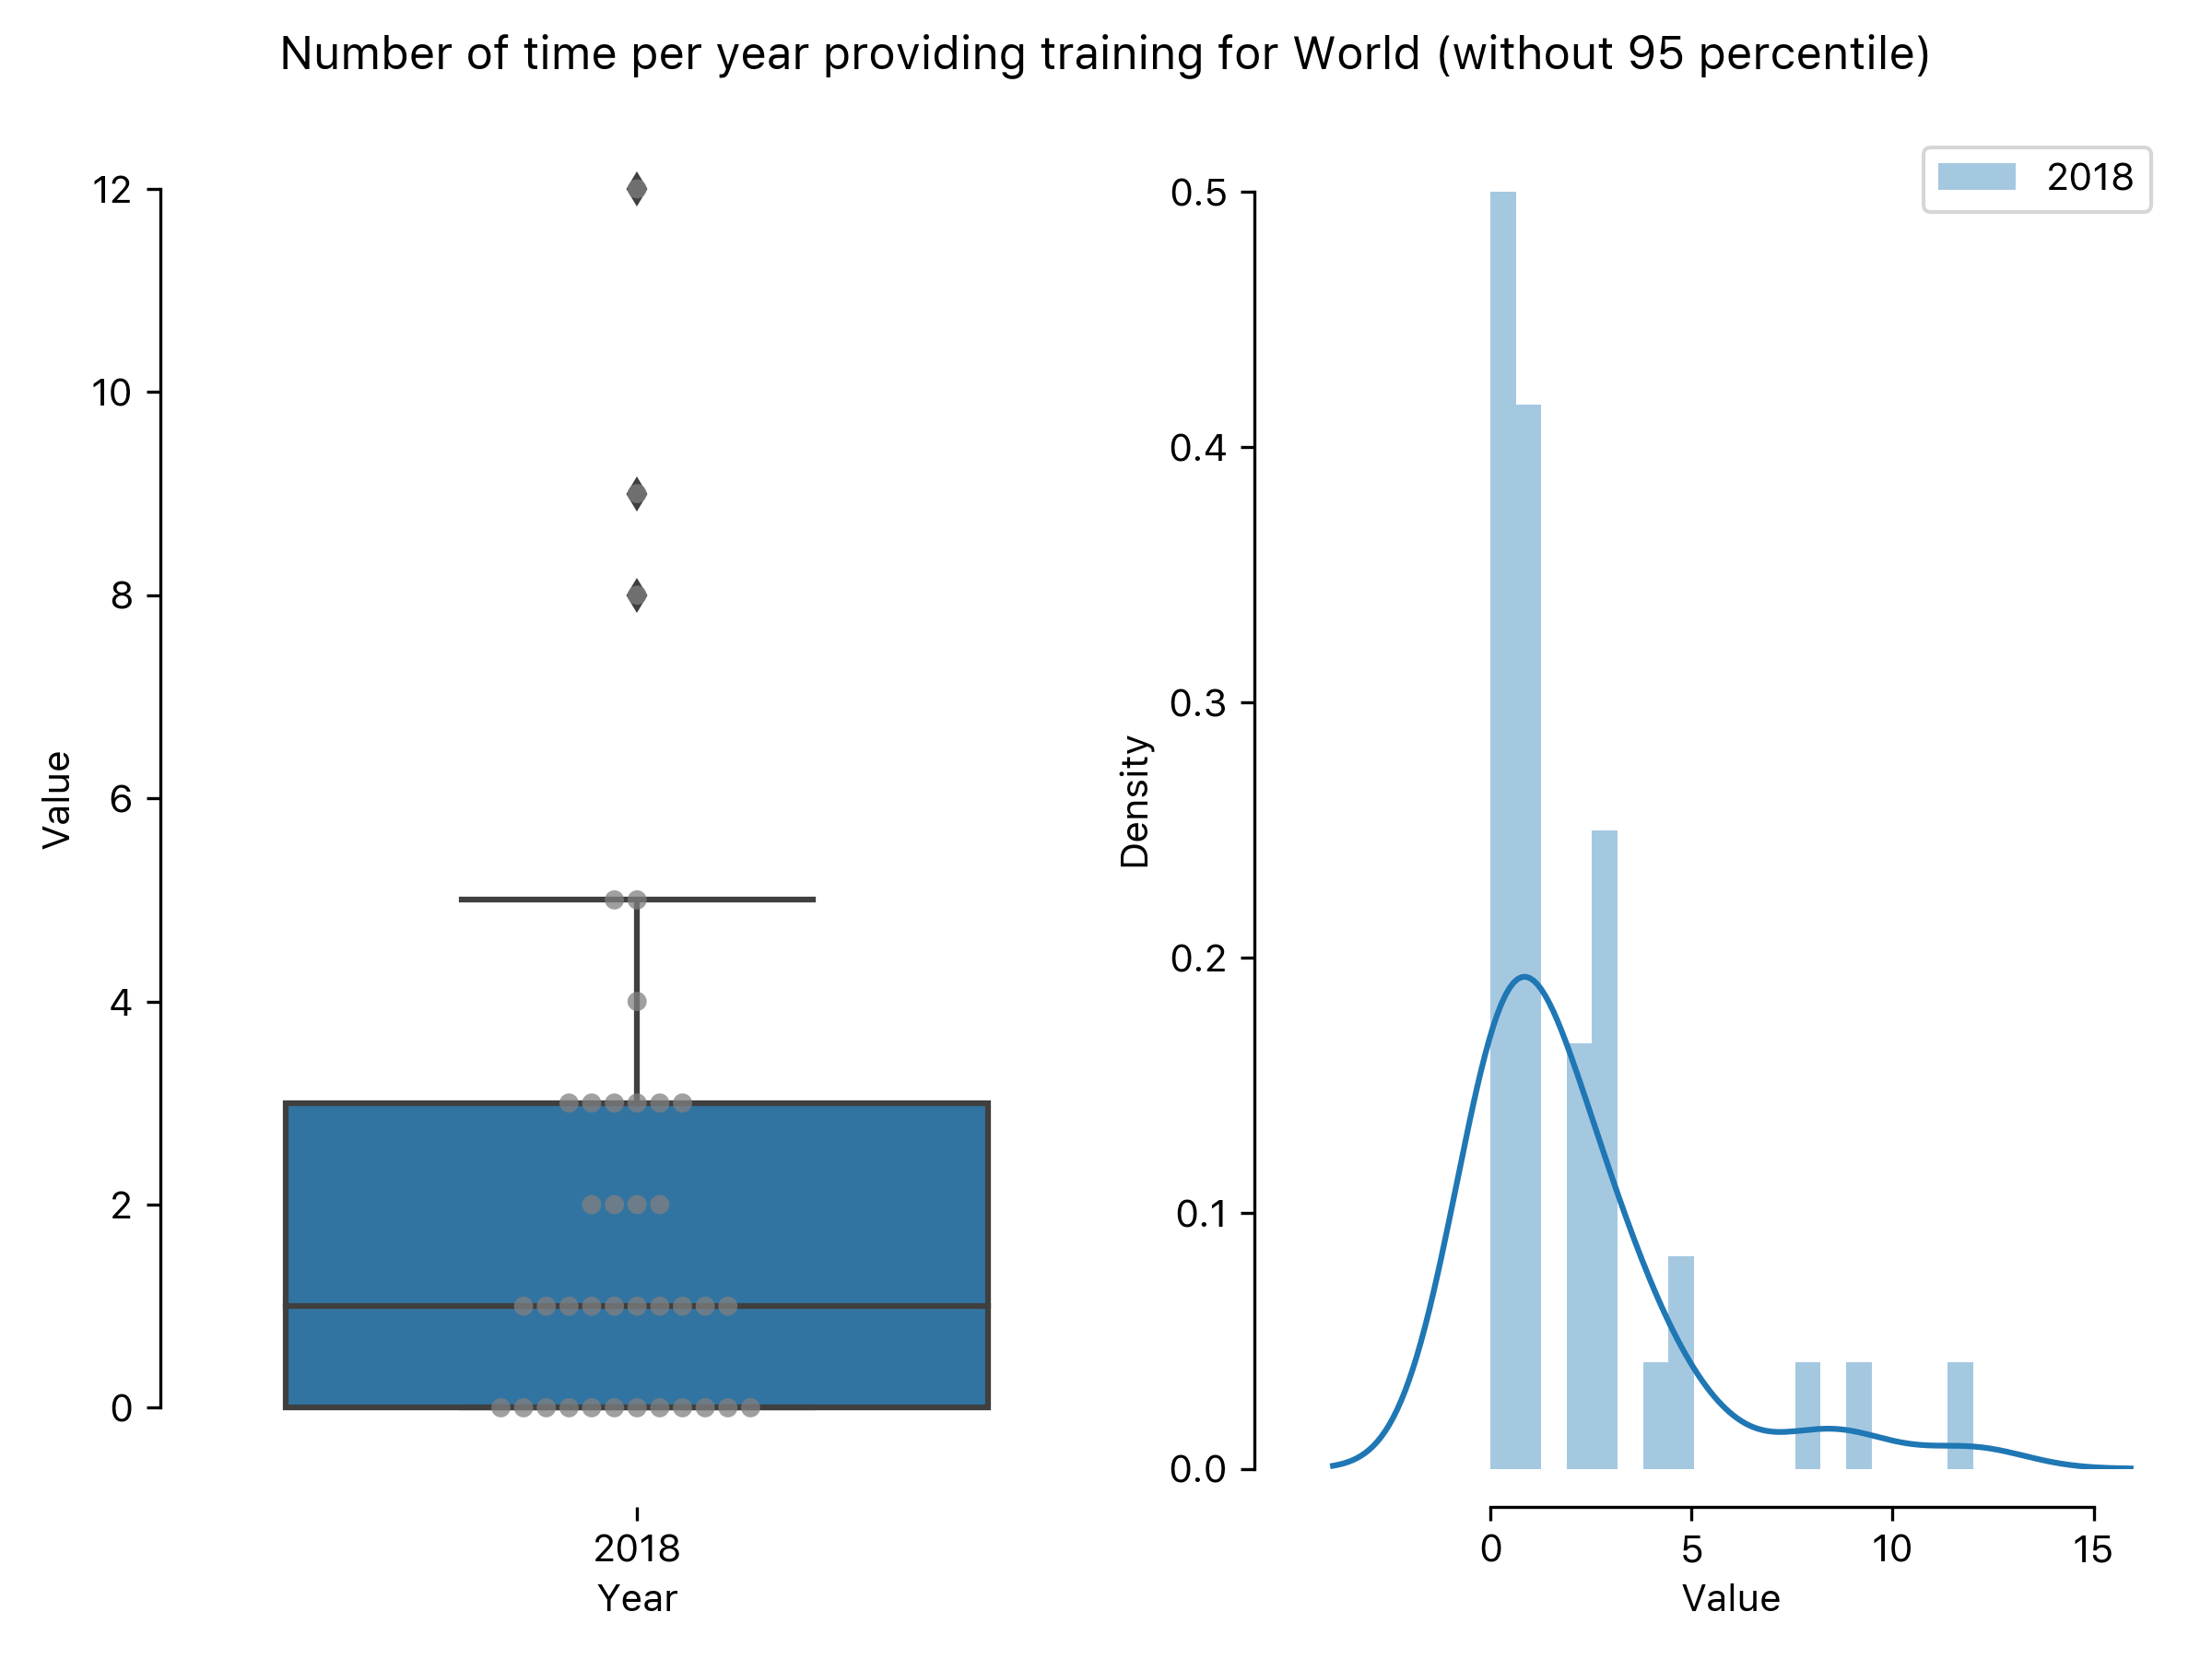 Number of time per year providing training for World (without 95 percentile)
12
10
8
6
4
2
0
Value
2018
Year
0.5
0.4
0.3
0.2
0.1
0.0
Density
2018
0 5 10 15
Value